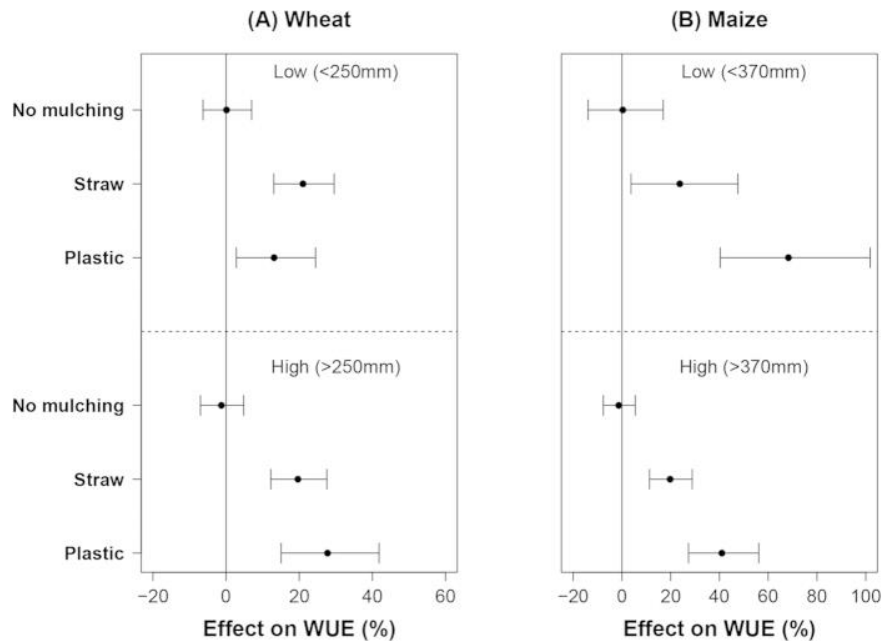 (A) Wheat
Low (<250mm)
No mulching
Straw
Plastic
High (>250mm)
No mulching
Straw
Plastic
−20 0 20 40 60
Effect on WUE (%)
(B) Maize
Low (<370mm)
High (>370mm)
−20 0 20 40 60 80 100
Effect on WUE (%)